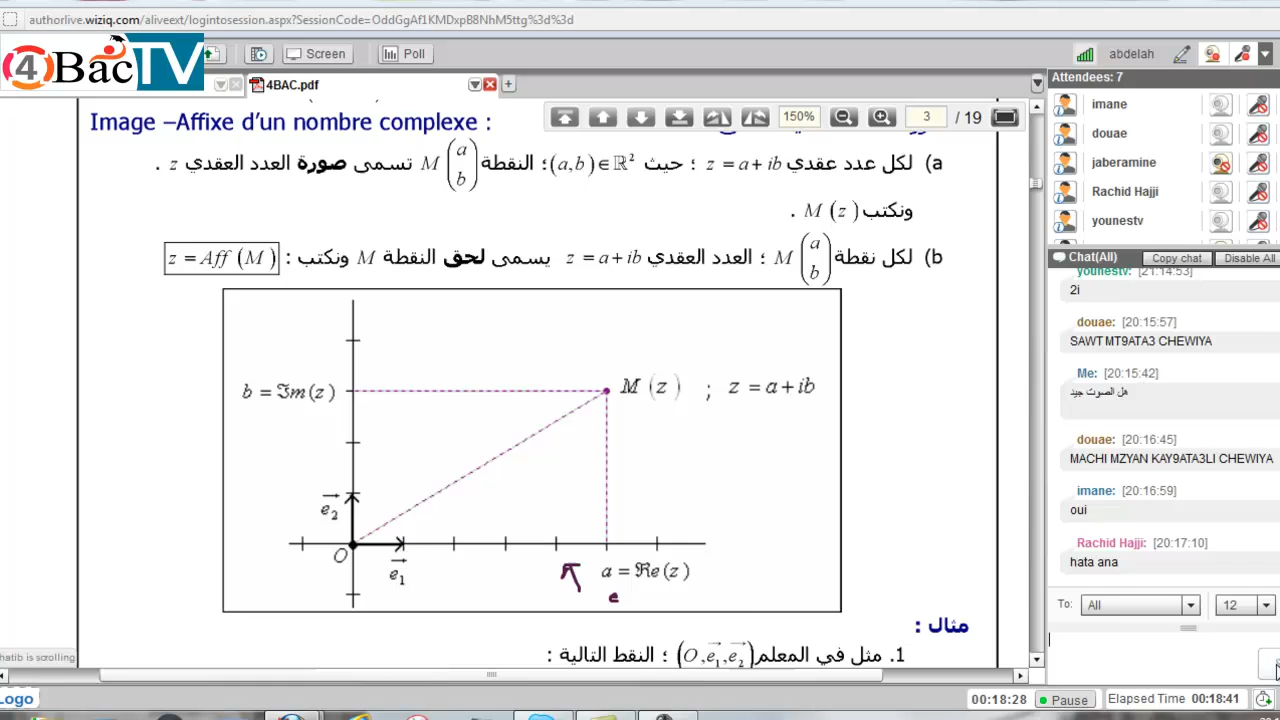 authorlive.wiziq.com/aliveext/logintosession.aspx?SessionCode=OddGgAf1KMDxpB8NhM5ttg%3d%3d
4BacTV
Screen
Poll
abdelah
4BAC.pdf
Attendees: 7
imane
douae
jaberamine
Rachid Hajji
younestv
150%
3 / 19
Image –Affixe d'un nombre complexe :
a) لكل عدد عقدي z = a + ib ؛ حيث (a,b) ∈ ℝ² ؛ النقطة M (a b) تسمى صورة العدد العقدي z .
ونكتب M (z) .
b) لكل نقطة M (a b) ؛ العدد العقدي z = a + ib يسمى لحق النقطة M ونكتب : z = Aff (M)
b = ℑm(z)
M (z) ; z = a + ib
e₂
O
e₁
a = ℜe(z)
مثال :
1. مثل في المعلم (O, e₁, e₂) ؛ النقط التالية :
Chat(All)
Copy chat
Disable All
younestv: [21:14:53]
2i
douae: [20:15:57]
SAWT MT9ATA3 CHEWIYA
Me: [20:15:42]
هل الصوت جيد
douae: [20:16:45]
MACHI MZYAN KAY9ATA3LI CHEWIYA
imane: [20:16:59]
oui
Rachid Hajji: [20:17:10]
hata ana
To: All 12
hatib is scrolling
Logo
00:18:28 Pause Elapsed Time 00:18:41